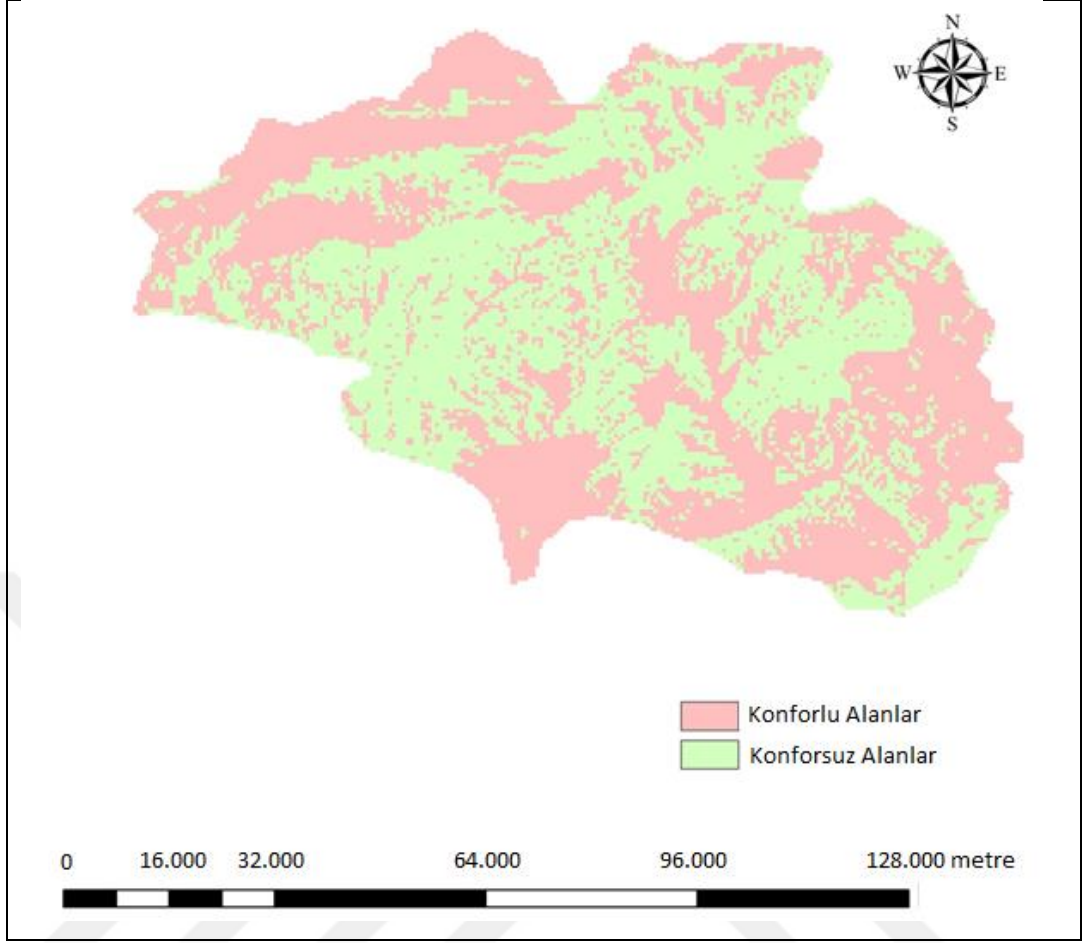 N
W E
S
Konforlu Alanlar
Konforsuz Alanlar
0 16.000 32.000 64.000 96.000 128.000 metre